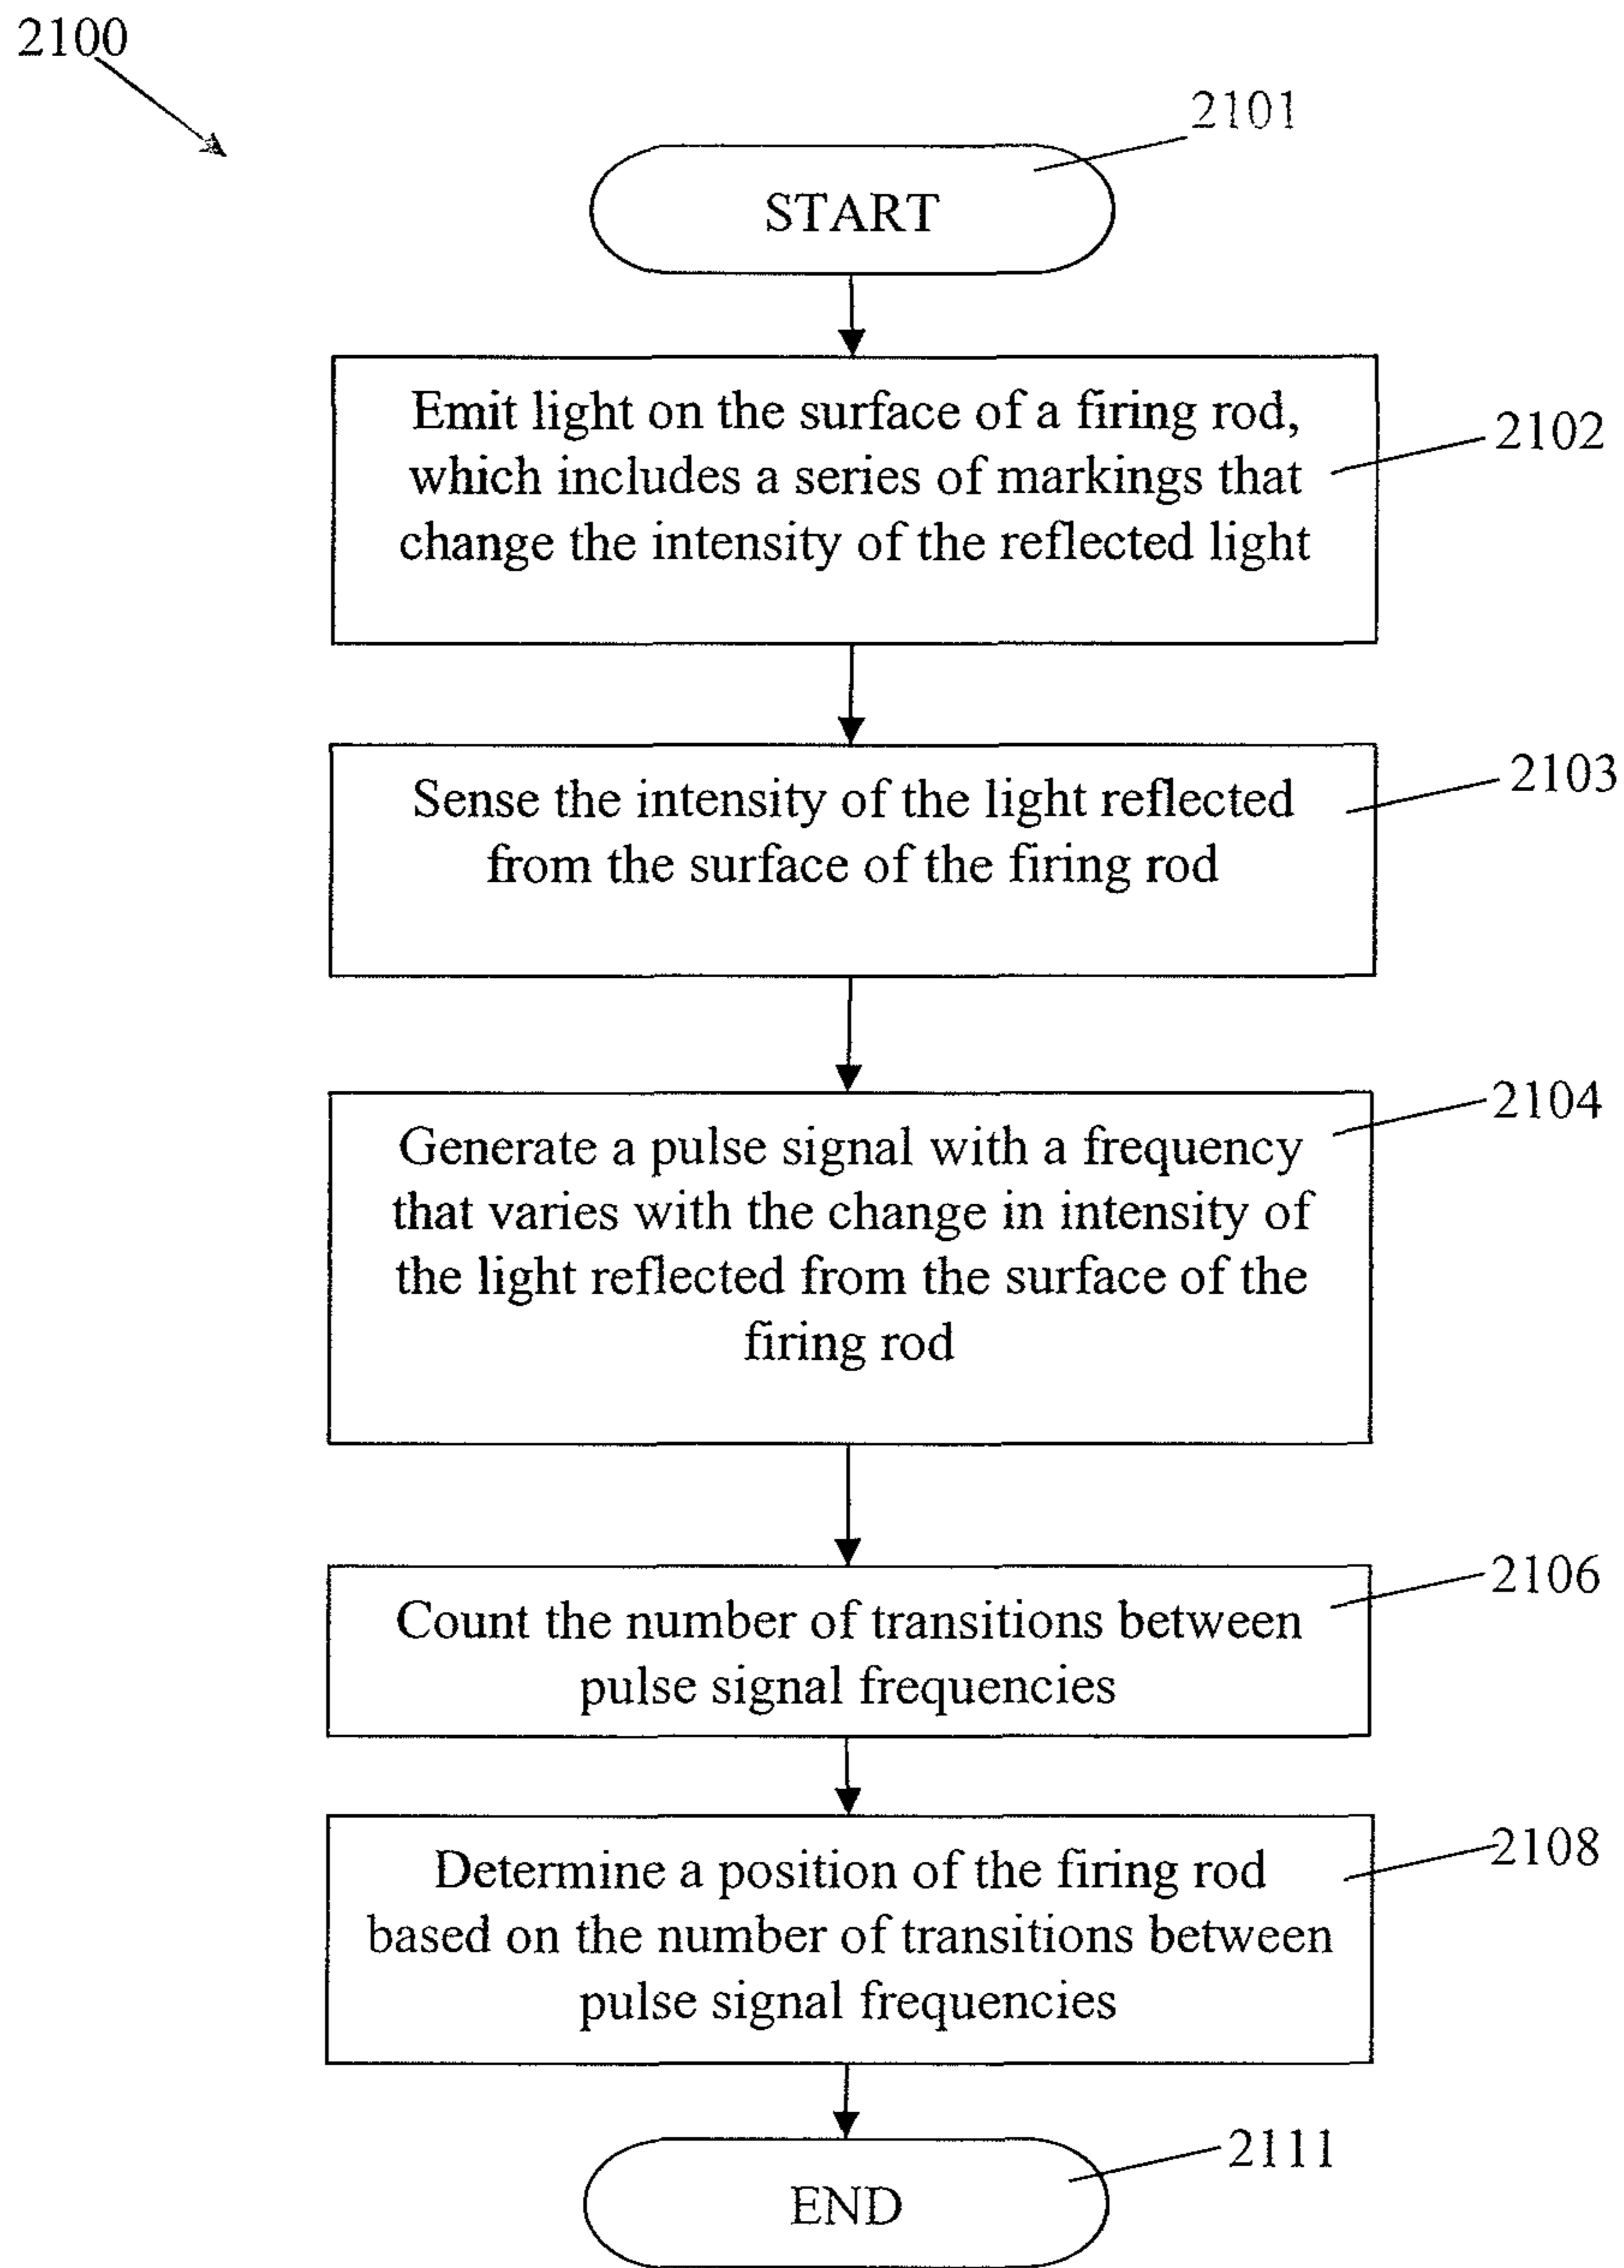 2100
2101
START
Emit light on the surface of a firing rod,
which includes a series of markings that
change the intensity of the reflected light
2102
Sense the intensity of the light reflected
from the surface of the firing rod
2103
Generate a pulse signal with a frequency
that varies with the change in intensity of
the light reflected from the surface of the
firing rod
2104
Count the number of transitions between
pulse signal frequencies
2106
Determine a position of the firing rod
based on the number of transitions between
pulse signal frequencies
2108
END
2111